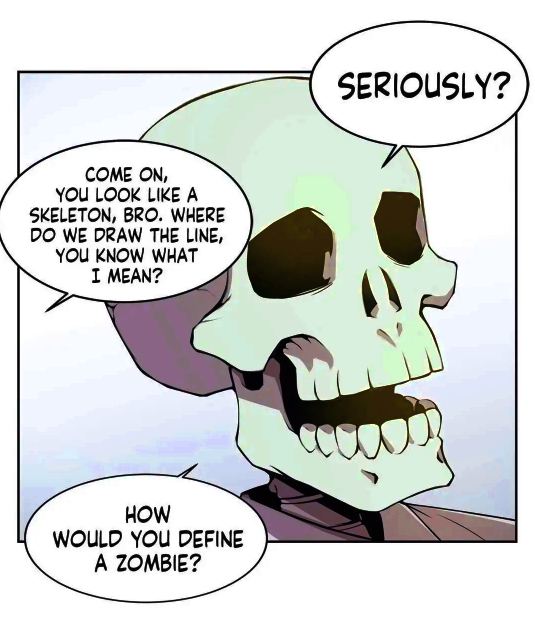 SERIOUSLY?
COME ON,
YOU LOOK LIKE A
SKELETON, BRO. WHERE
DO WE DRAW THE LINE,
YOU KNOW WHAT
I MEAN?
HOW
WOULD YOU DEFINE
A ZOMBIE?